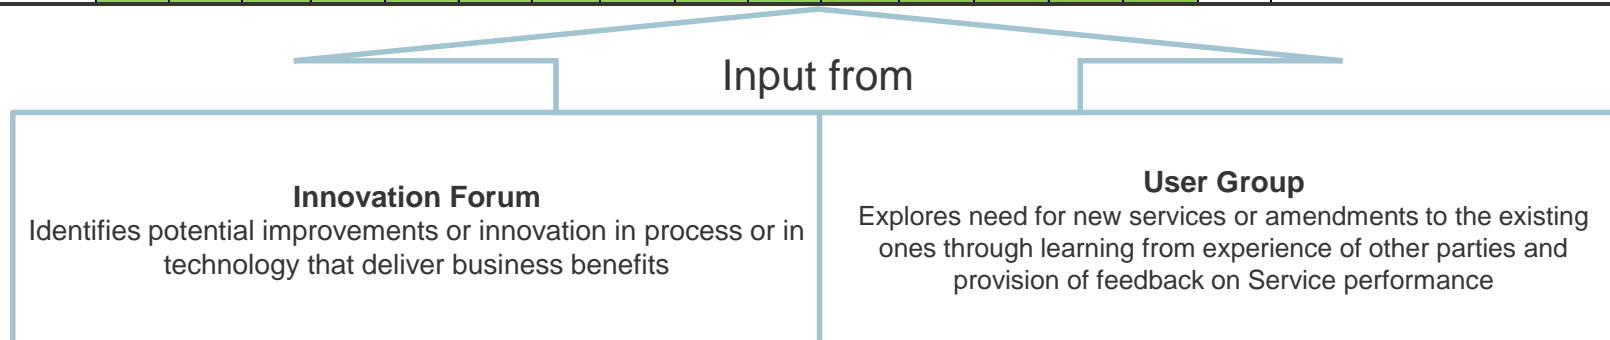 Input from
Innovation Forum
Identifies potential improvements or innovation in process or in
technology that deliver business benefits
User Group
Explores need for new services or amendments to the existing
ones through learning from experience of other parties and
provision of feedback on Service performance